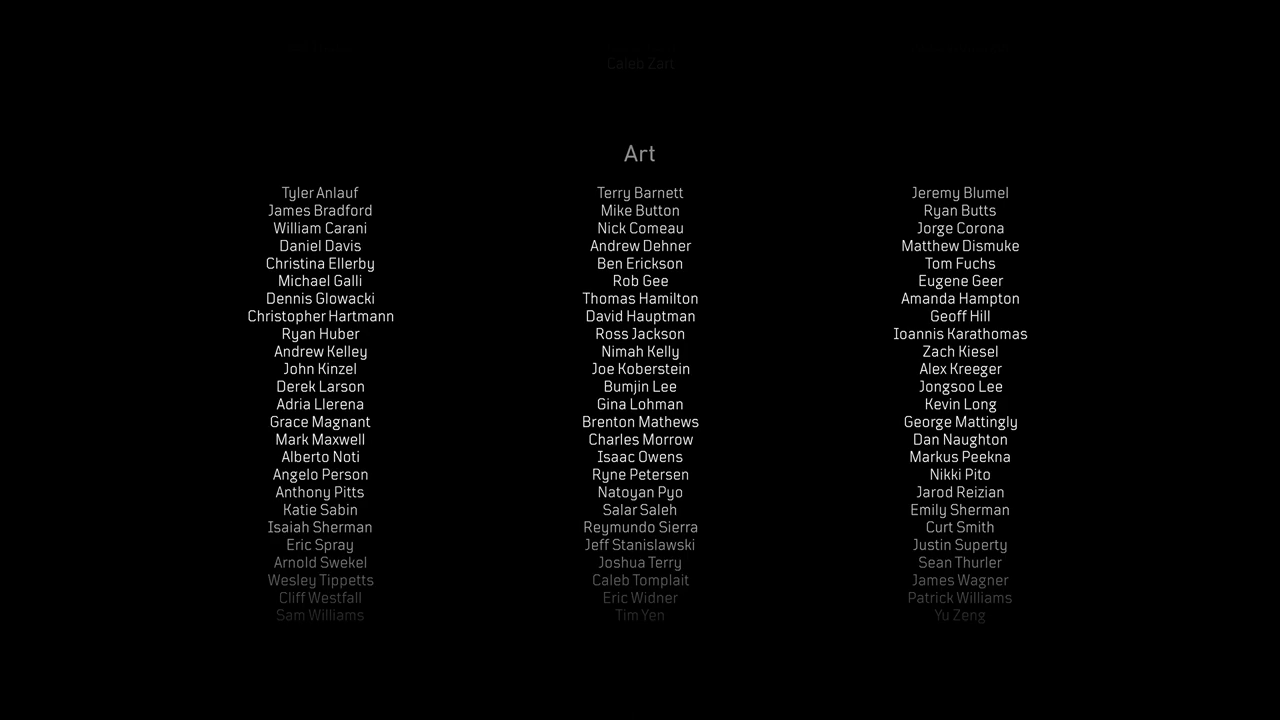 Caleb Zart
Art
Tyler Anlauf Terry Barnett Jeremy Blumel
James Bradford Mike Button Ryan Butts
William Carani Nick Comeau Jorge Corona
Daniel Davis Andrew Dehner Matthew Dismuke
Christina Ellerby Ben Erickson Tom Fuchs
Michael Galli Rob Gee Eugene Geer
Dennis Glowacki Thomas Hamilton Amanda Hampton
Christopher Hartmann David Hauptman Geoff Hill
Ryan Huber Ross Jackson Ioannis Karathomas
Andrew Kelley Nimah Kelly Zach Kiesel
John Kinzel Joe Koberstein Alex Kreeger
Derek Larson Bumjin Lee Jongsoo Lee
Adria Llerena Gina Lohman Kevin Long
Grace Magnant Brenton Mathews George Mattingly
Mark Maxwell Charles Morrow Dan Naughton
Alberto Noti Isaac Owens Markus Peekna
Angelo Person Ryne Petersen Nikki Pito
Anthony Pitts Natoyan Pyo Jarod Reizian
Katie Sabin Salar Saleh Emily Sherman
Isaiah Sherman Reymundo Sierra Curt Smith
Eric Spray Jeff Stanislawski Justin Superty
Arnold Swekel Joshua Terry Sean Thurler
Wesley Tippetts Caleb Tomplait James Wagner
Cliff Westfall Eric Widner Patrick Williams
Sam Williams Tim Yen Yu Zeng